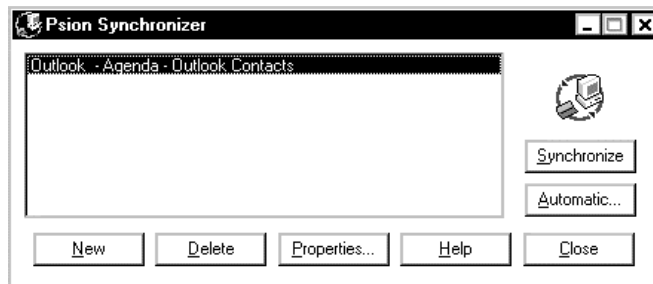 Psion Synchronizer
Outlook - Agenda - Outlook Contacts
Synchronize
Automatic...
New Delete Properties... Help Close